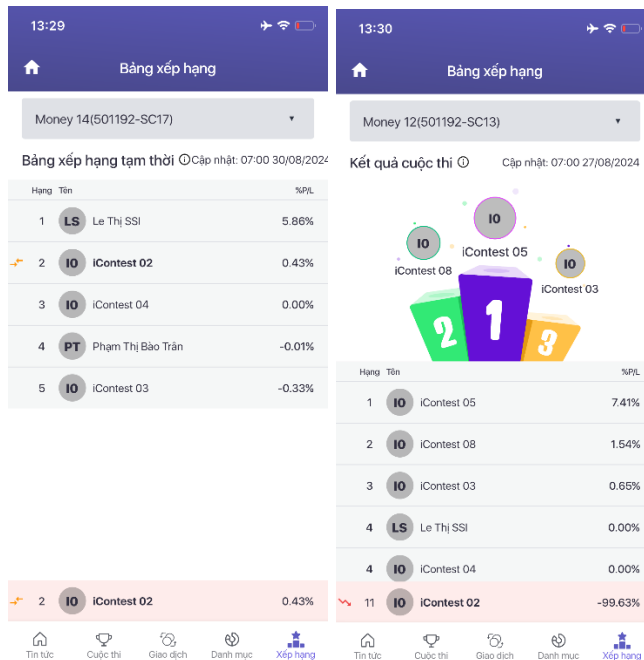 13:29
Bảng xếp hạng
Money 14(501192-SC17)
Bảng xếp hạng tạm thời Cập nhật: 07:00 30/08/2024
Hạng Tên %P/L
1 LS Le Thị SSI 5.86%
2 IO iContest 02 0.43%
3 IO iContest 04 0.00%
4 PT Phạm Thị Bào Trân -0.01%
5 IO iContest 03 -0.33%
2 IO iContest 02 0.43%
Tin tức Cuộc thi Giao dịch Danh mục Xếp hạng
13:30
Bảng xếp hạng
Money 12(501192-SC13)
Kết quả cuộc thi Cập nhật: 07:00 27/08/2024
IO
iContest 05
IO
iContest 08
IO
iContest 03
2 1 3
Hạng Tên %P/L
1 IO iContest 05 7.41%
2 IO iContest 08 1.54%
3 IO iContest 03 0.65%
4 LS Le Thị SSI 0.00%
4 IO iContest 04 0.00%
11 IO iContest 02 -99.63%
Tin tức Cuộc thi Giao dịch Danh mục Xếp hạng